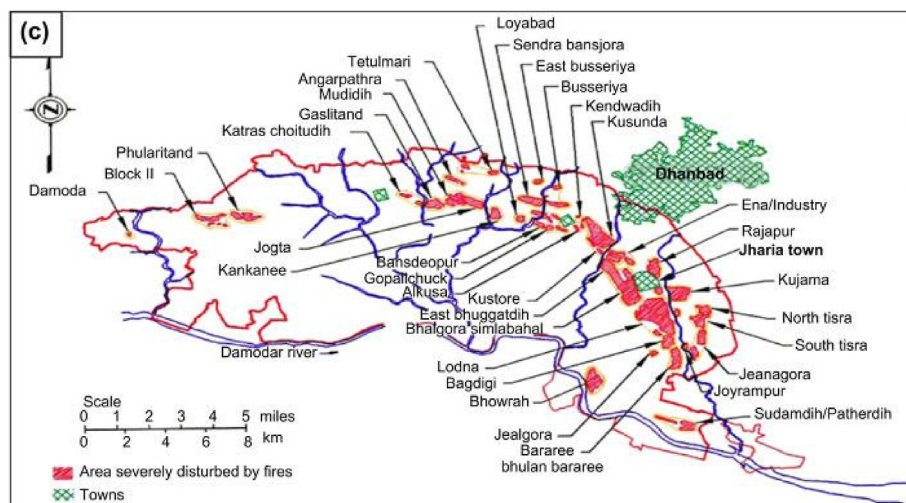 (c)
N
Loyabad
Sendra bansjora
East busseriya
Busseriya
Kendwadih
Kusunda
Tetulmari
Angarpathra
Mudidih
Gaslitand
Katras choitudih
Phularitand
Block II
Damoda
Dhanbad
Ena/Industry
Rajapur
Jharia town
Kujama
North tisra
South tisra
Jeanagora
Joyrampur
Sudamdih/Patherdih
Jogta
Kankanee
Bansdeopur
Gopalichuck
Alkusa
Kustore
East bhuggatdih
Bhalgora simlabahal
Damodar river
Lodna
Bagdigi
Bhowrah
Jealgora
Bararee
bhulan bararee
Scale
0 1 2 3 4 5 miles
0 2 4 6 8 km
Area severely disturbed by fires
Towns